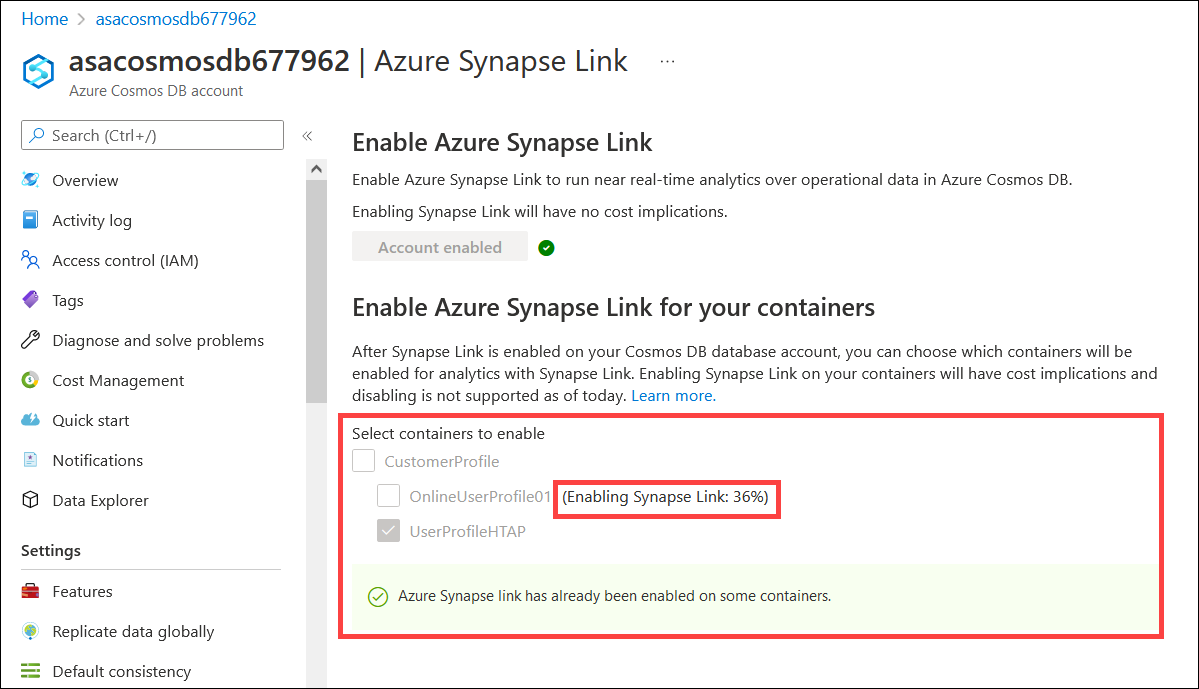 Home > asacosmosdb677962
asacosmosdb677962 | Azure Synapse Link ...
Azure Cosmos DB account
Search (Ctrl+/)
«
Overview
Activity log
Access control (IAM)
Tags
Diagnose and solve problems
Cost Management
Quick start
Notifications
Data Explorer
Settings
Features
Replicate data globally
Default consistency
Enable Azure Synapse Link
Enable Azure Synapse Link to run near real-time analytics over operational data in Azure Cosmos DB.
Enabling Synapse Link will have no cost implications.
Account enabled
Enable Azure Synapse Link for your containers
After Synapse Link is enabled on your Cosmos DB database account, you can choose which containers will be
enabled for analytics with Synapse Link. Enabling Synapse Link on your containers will have cost implications and
disabling is not supported as of today. Learn more.
Select containers to enable
CustomerProfile
OnlineUserProfile01 (Enabling Synapse Link: 36%)
UserProfileHTAP
Azure Synapse link has already been enabled on some containers.